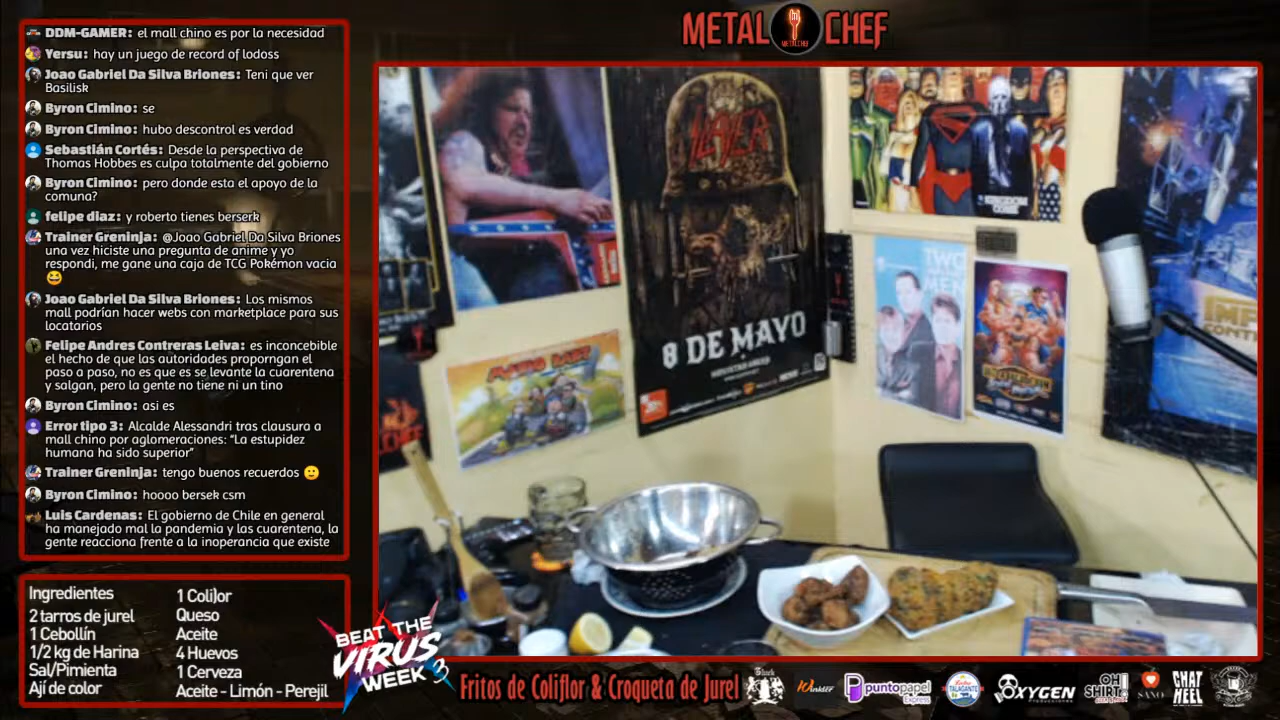 METAL CHEF
DDM-GAMER: el mall chino es por la necesidad
Yersu: hay un juego de record of lodoss
Joao Gabriel Da Silva Briones: Teni que ver
Basilisk
Byron Cimino: se
Byron Cimino: hubo descontrol es verdad
Sebastián Cortés: Desde la perspectiva de
Thomas Hobbes es culpa totalmente del gobierno
Byron Cimino: pero donde esta el apoyo de la
comuna?
felipe diaz: y roberto tienes berserk
Trainer Greninja: @Joao Gabriel Da Silva Briones
una vez hiciste una pregunta de anime y yo
respondi, me gane una caja de TCG Pokémon vacia
😆
Joao Gabriel Da Silva Briones: Los mismos
mall podrían hacer webs con marketplace para sus
locatarios
Felipe Andres Contreras Leiva: es inconcebible
el hecho de que las autoridades proporngan el
paso a paso, no es que es se levante la cuarentena
y salgan, pero la gente no tiene ni un tino
Byron Cimino: asi es
Error tipo 3: Alcalde Alessandri tras clausura a
mall chino por aglomeraciones: “La estupidez
humana ha sido superior”
Trainer Greninja: tengo buenos recuerdos 🙂
Byron Cimino: hoooo bersek csm
Luis Cardenas: El gobierno de Chile en general
ha manejado mal la pandemia y las cuarentena, la
gente reacciona frente a la inoperancia que existe
SLAYER
8 DE MAYO
MARIO KART
KINGDOM COME
TWO
MEN
Ingredientes
2 tarros de jurel
1 Cebollín
1/2 kg de Harina
Sal/Pimienta
Ají de color
1 Coliflor
Queso
Aceite
4 Huevos
1 Cerveza
Aceite - Limón - Perejil
BEAT THE
VIRUS
WEEK 3
Fritos de Coliflor & Croqueta de Jurel
Winkler
puntopapel
Express
TALAGANTE
OXYGEN
OH
SHIRT!
SANO
CHAT
HEEL